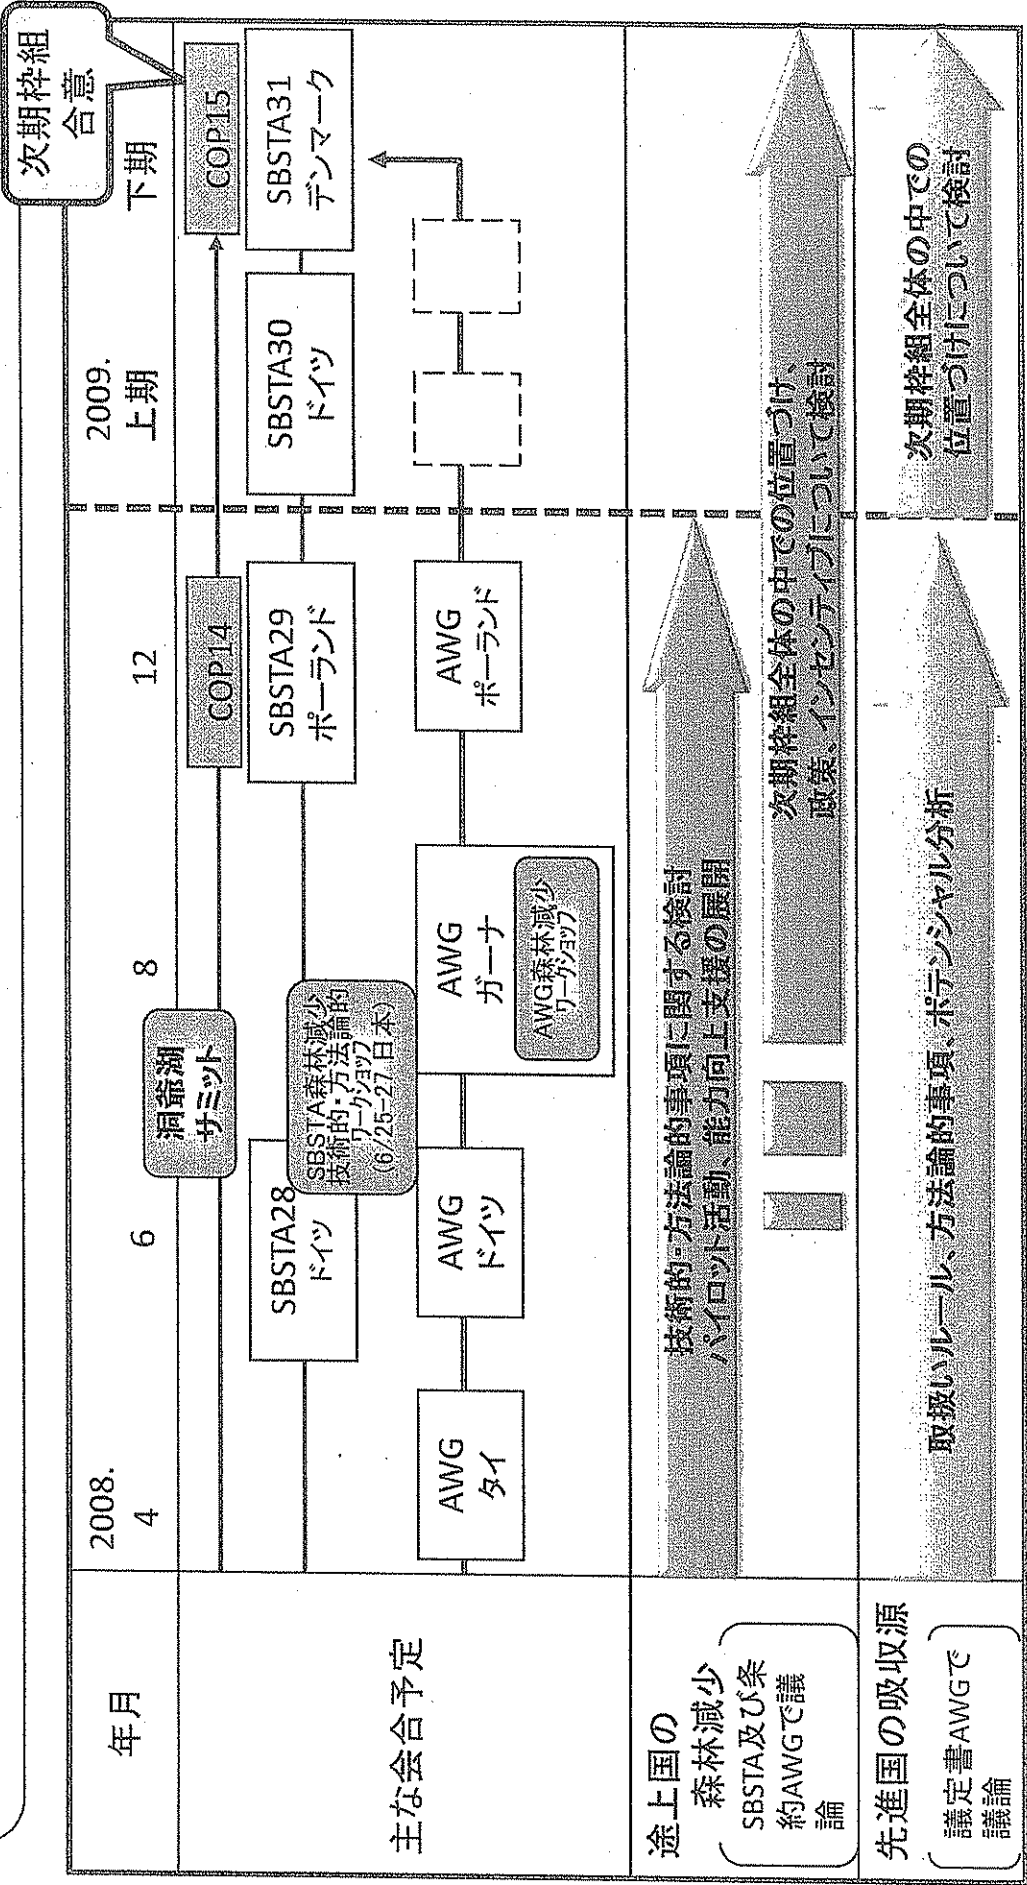 次期枠組
合意
年月
2008.
4
6
8
12
2009.
上期
下期
主な会合予定
洞爺湖
サミット
COP14
COP15
SBSTA28
ドイツ
SBSTA森林減少
技術的・方法論的
ワークショップ
(6/25-27 日本)
SBSTA29
ポーランド
SBSTA30
ドイツ
SBSTA31
デンマーク
AWG
タイ
AWG
ドイツ
AWG
ガーナ
AWG森林減少
ワークショップ
AWG
ポーランド
途上国の
森林減少
SBSTA及び条
約AWGで議
論
技術的・方法論的事項に関する検討
パイロット活動、能力向上支援の展開
次期枠組全体の中での位置づけ、
政策、インセンティブについて検討
先進国の吸収源
議定書AWGで
議論
取扱いルール、方法論的事項、ポテンシャル分析
次期枠組全体の中での
位置づけについて検討